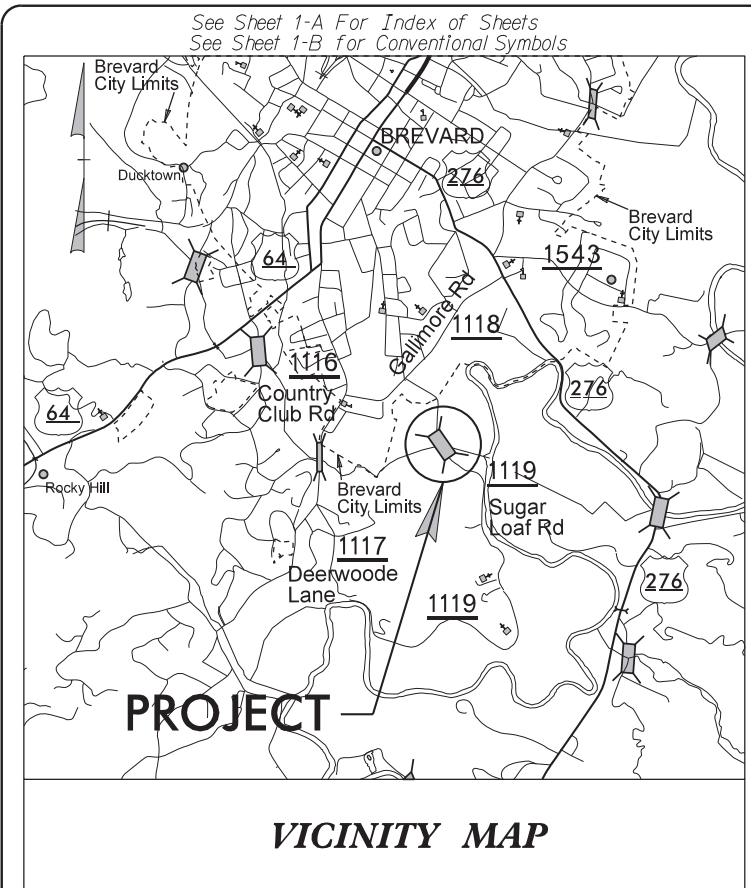 See Sheet 1-A For Index of Sheets
See Sheet 1-B for Conventional Symbols
Brevard
City Limits
BREVARD
Ducktown
276
Brevard
City Limits
64
1543
Gallimore Rd
1118
1116
Country
Club Rd
276
64
Rocky Hill
Brevard
City Limits
1119
Sugar
Loaf Rd
1117
Deerwoode
Lane
1119
276
PROJECT
VICINITY MAP